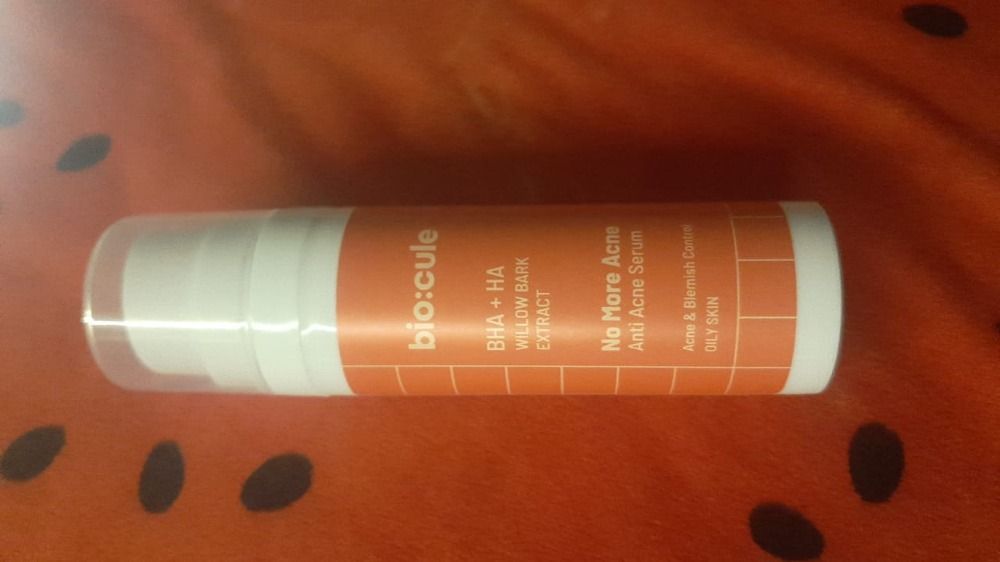 bio:cule
BHA + HA
WILLOW BARK
EXTRACT
No More Acne
Anti Acne Serum
Acne & Blemish Control
OILY SKIN